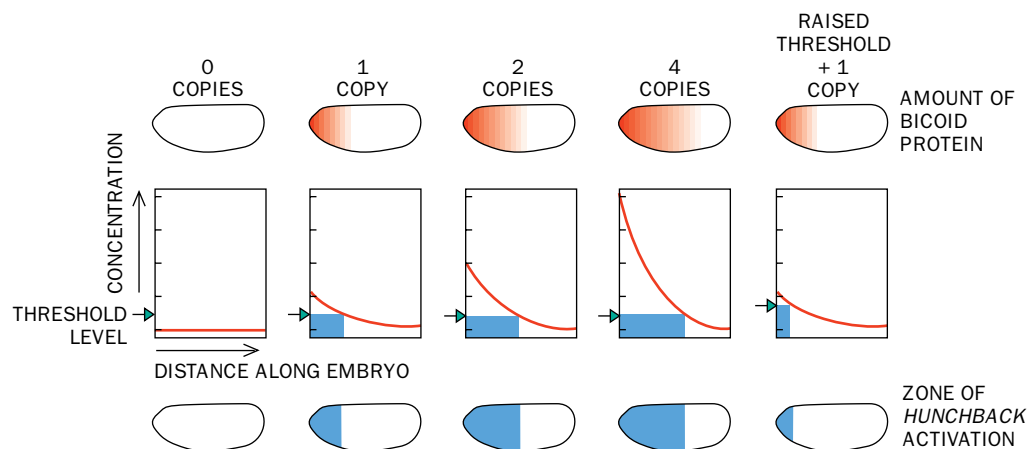 0
COPIES
1
COPY
2
COPIES
4
COPIES
RAISED
THRESHOLD
+ 1
COPY
AMOUNT OF
BICOID
PROTEIN
CONCENTRATION
THRESHOLD
LEVEL
DISTANCE ALONG EMBRYO
ZONE OF
HUNCHBACK
ACTIVATION